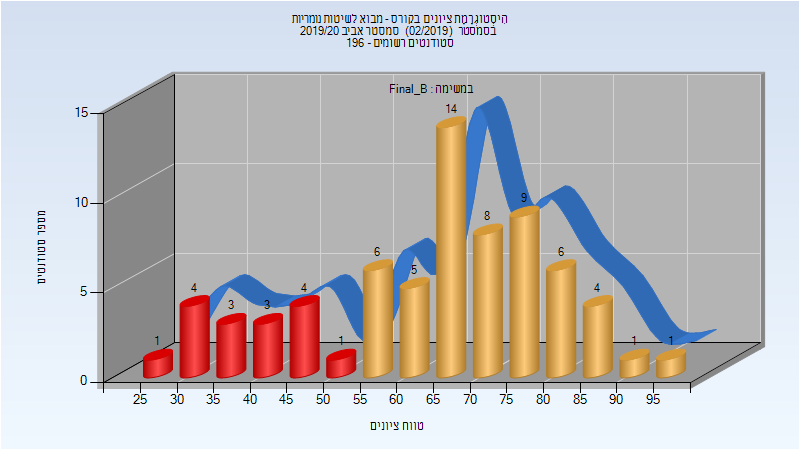 היסטוגרמת ציונים בקורס - מבוא לשיטות נומריות
בסמסטר (02/2019) סמסטר אביב 2019/20
סטודנטים רשומים - 196
במשימה : Final_B
מספר סטודנטים
15
10
5
0
1 4 3 3 4 1 6 5 14 8 9 6 4 1 1
25 30 35 40 45 50 55 60 65 70 75 80 85 90 95
טווח ציונים